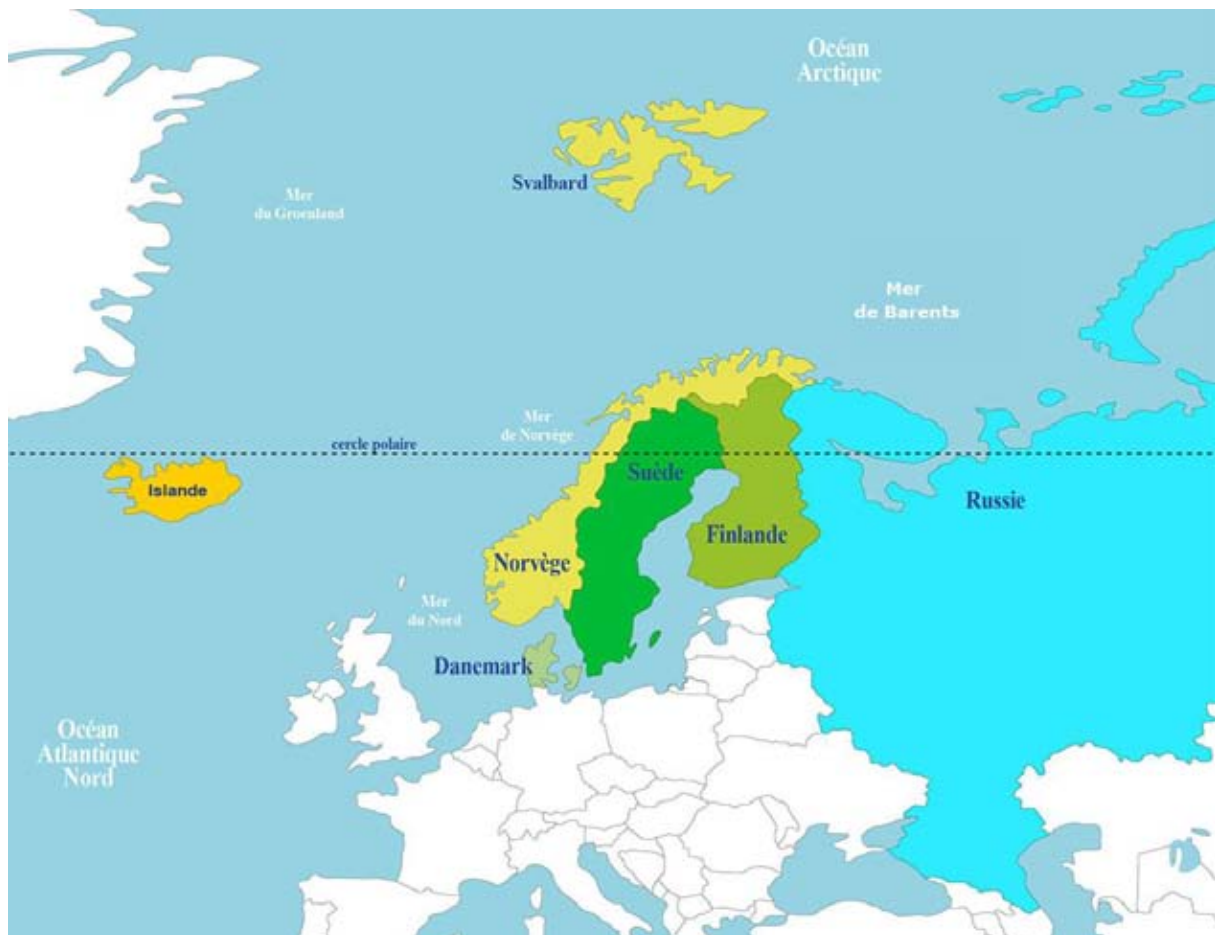 Océan
Arctique
Svalbard
Mer
du Groenland
Mer
de Barents
Mer
de Norvège
cercle polaire
Islande
Suède
Russie
Finlande
Norvège
Mer
du Nord
Danemark
Océan
Atlantique
Nord